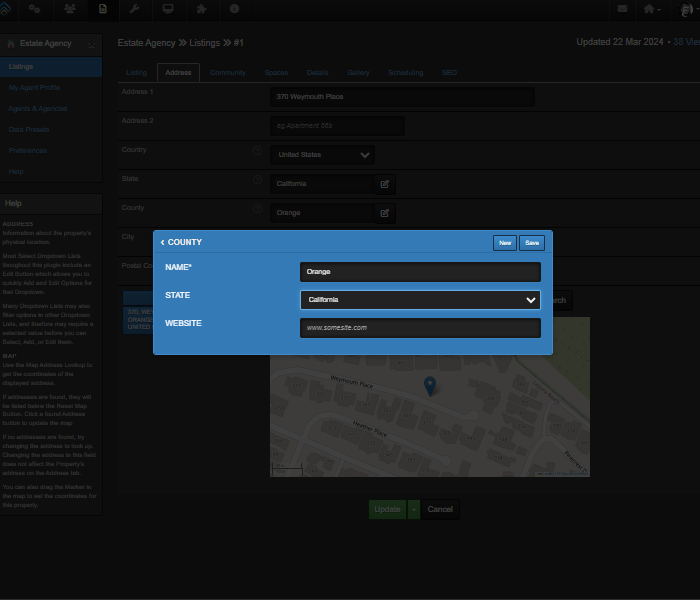 Estate Agency
Estate Agency » Listings » #1
Updated 22 Mar 2024 • 38 Vie
Listings
My Agent Profile
Agents & Agencies
Data Presets
Preferences
Help
Listing
Address
Community
Spaces
Details
Gallery
Scheduling
SEO
Address 1
370 Weymouth Place
Address 2
eg Apartment 5B
Country
United States
State
California
County
Orange
City
Postal Co
Help
ADDRESS
Information about the property's
physical location.
Most Select Dropdown Lists
thoughout this plugin include an
Edit Button which allows you to
quickly Add and Edit Options for
that Dropdown.
Many Dropdown Lists may also
filter options in other Dropdown
Lists, and thirfore may require a
selected value before you can
Select, Add, or Edit them.
MAP
Use the Map Address Lookup to
get the coordinates of the
displayed address.
If addresses are found, they will
be listed below the Reset Map
Button. Click a found Address
button to update the map
If no addresses are found, try
changing the address to look up.
Changing the address in this field
does not affect the Property's
address on the Address tab.
You can also drag the Marker in
the map to set the coordinates for
this property.
COUNTY
New
Save
NAME*
Orange
STATE
California
WEBSITE
www.somesite.com
370, WEY
ORANGE
UNITED
arch
Weymouth Place
Heather Place
Update
Cancel